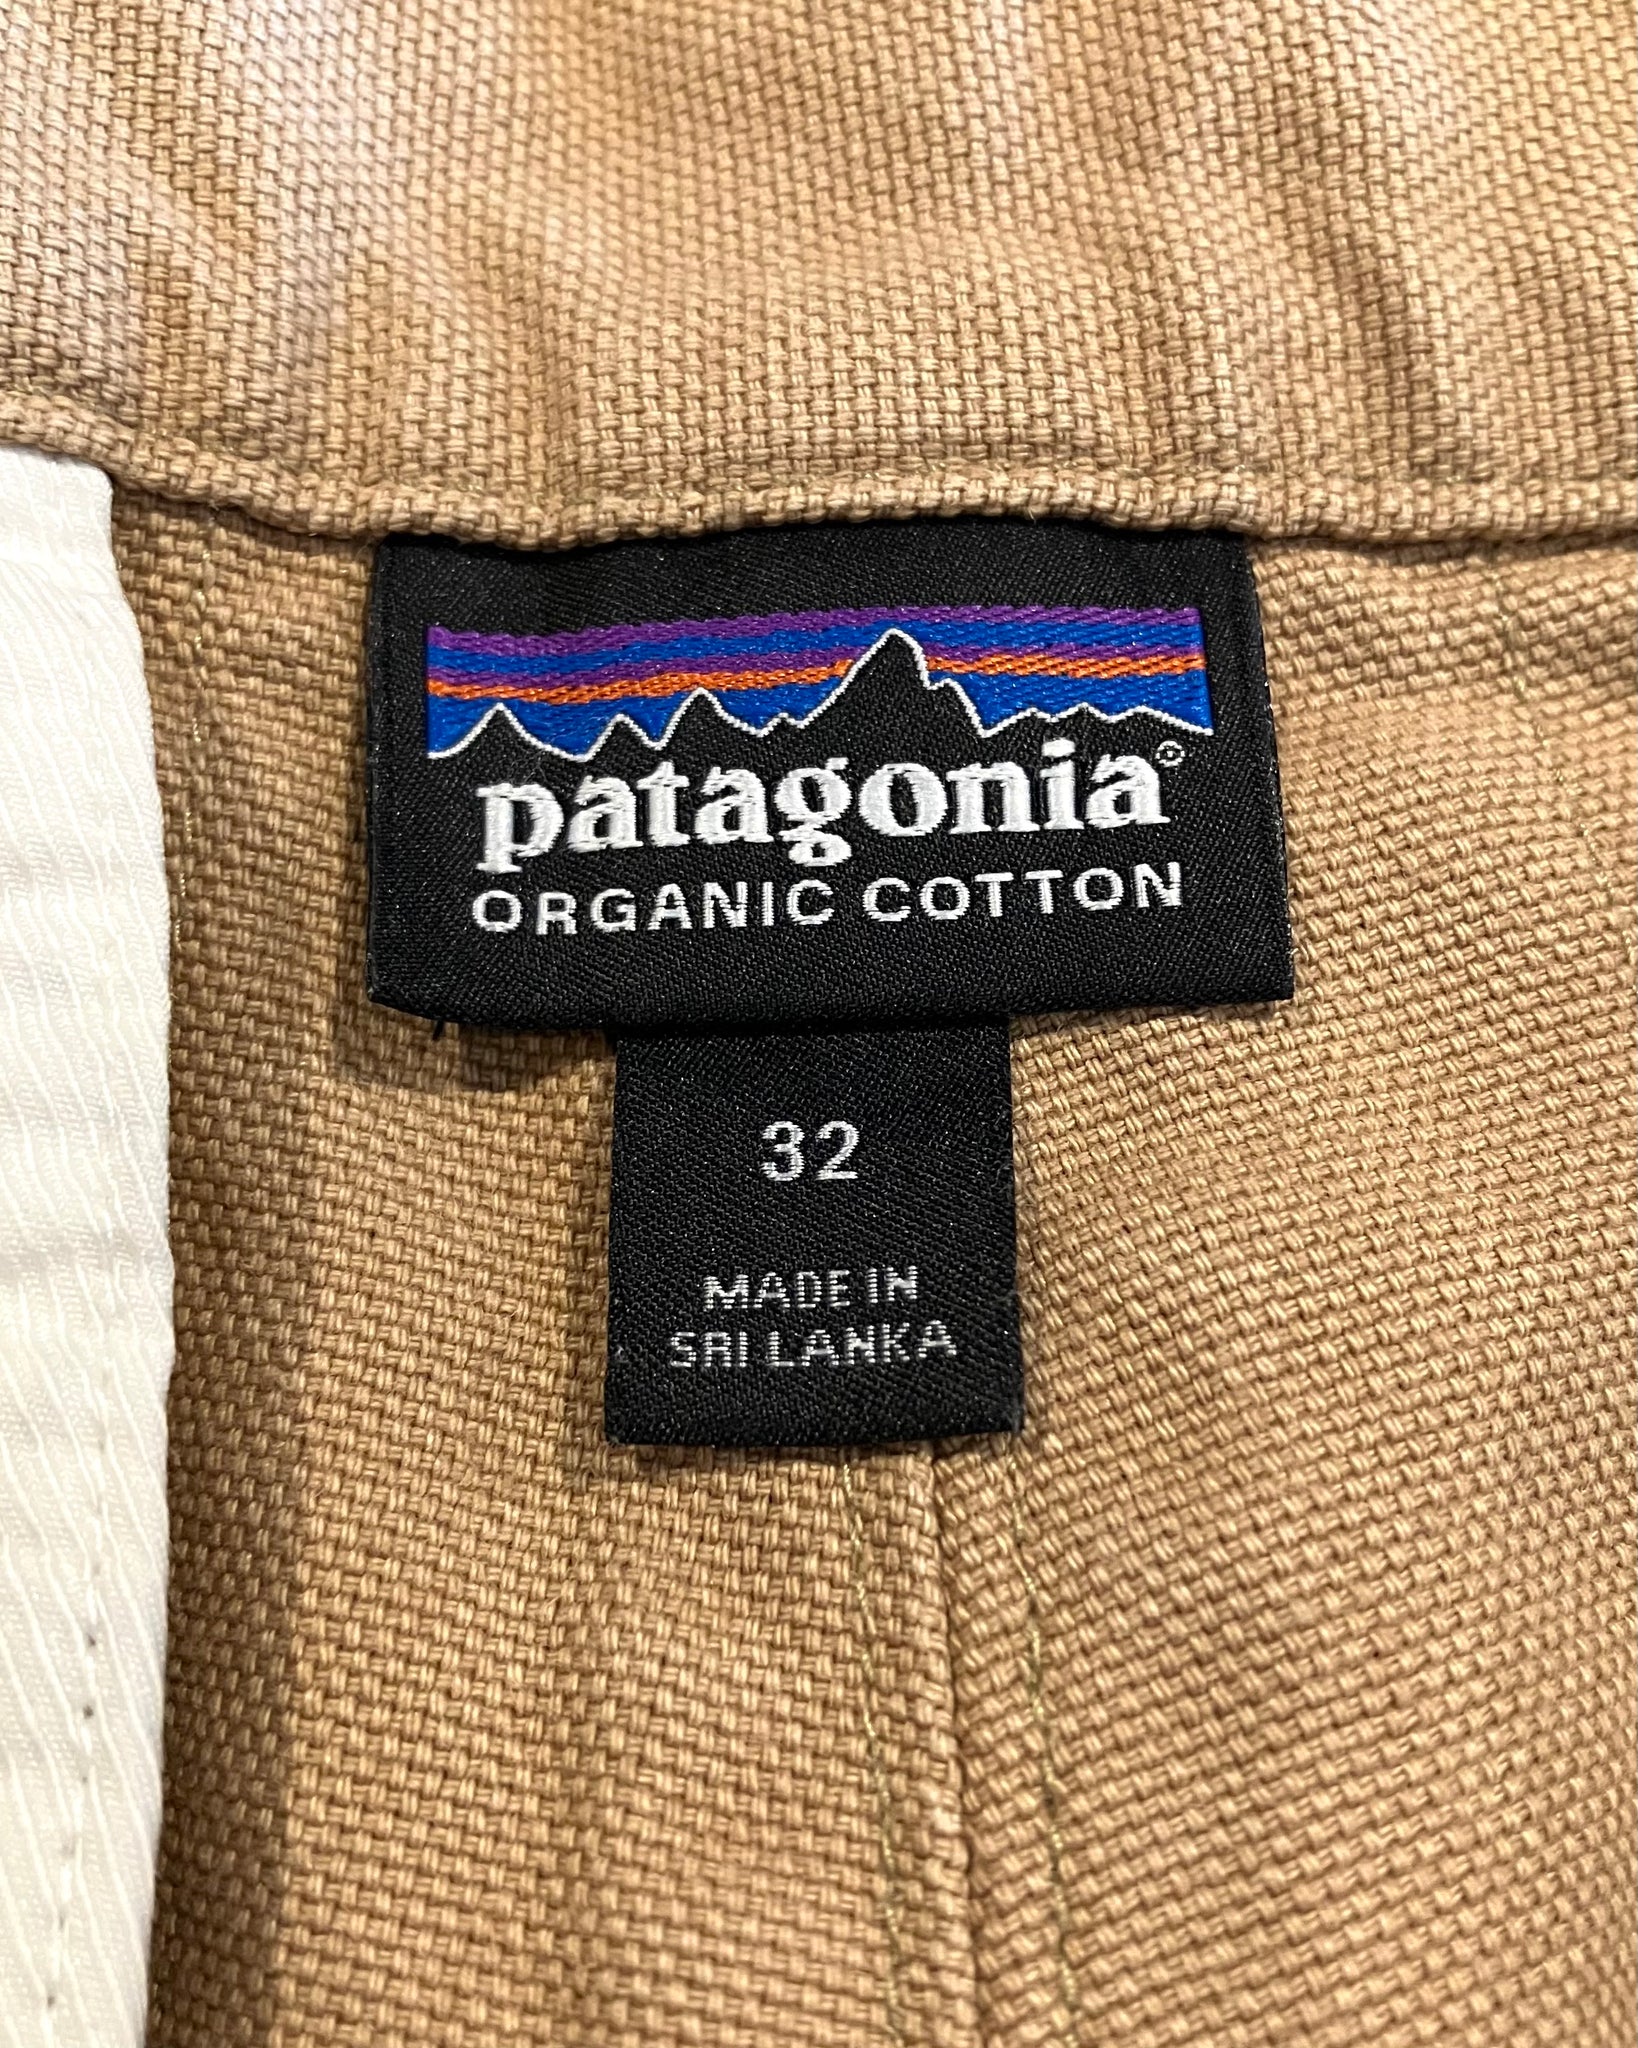 patagonia®
ORGANIC COTTON
32
MADE IN
SRI LANKA